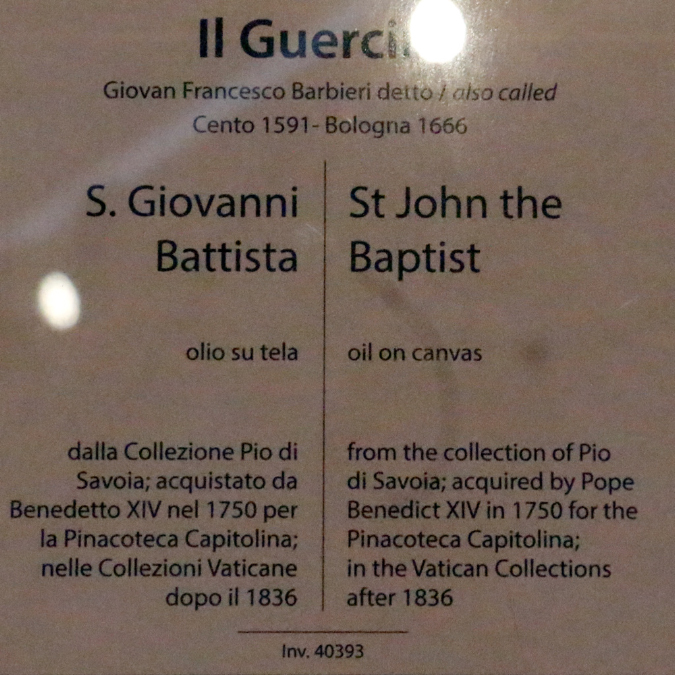 Il Guerci
Giovan Francesco Barbieri detto / also called
Cento 1591- Bologna 1666
S. Giovanni
Battista
olio su tela
dalla Collezione Pio di
Savoia; acquistato da
Benedetto XIV nel 1750 per
la Pinacoteca Capitolina;
nelle Collezioni Vaticane
dopo il 1836
St John the
Baptist
oil on canvas
from the collection of Pio
di Savoia; acquired by Pope
Benedict XIV in 1750 for the
Pinacoteca Capitolina;
in the Vatican Collections
after 1836
Inv. 40393